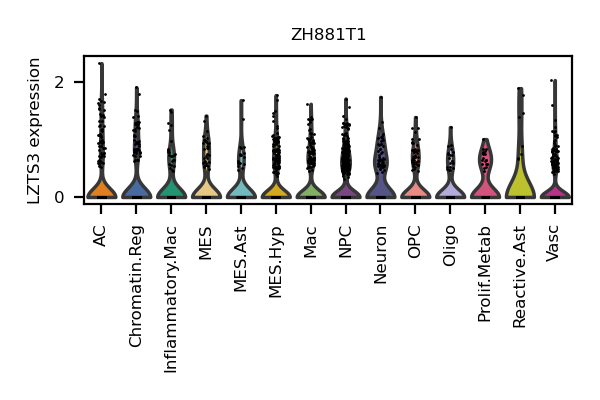 ZH881T1
LZTS3 expression
2
0
AC
Chromatin.Reg
Inflammatory.Mac
MES
MES.Ast
MES.Hyp
Mac
NPC
Neuron
OPC
Oligo
Prolif.Metab
Reactive.Ast
Vasc